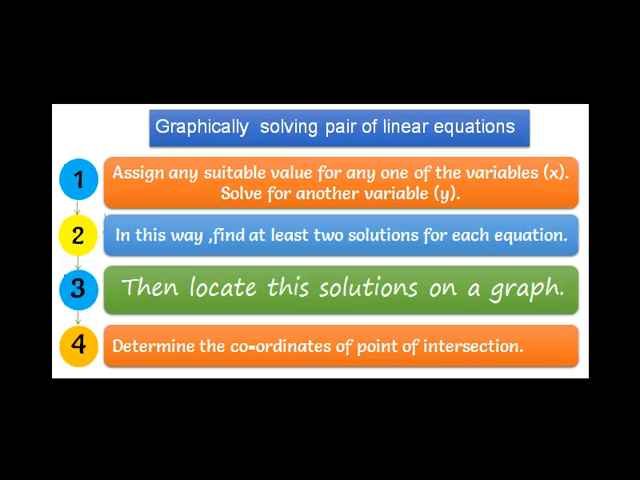 Graphically solving pair of linear equations
1
Assign any suitable value for any one of the variables (x).
Solve for another variable (y).
2
In this way ,find at least two solutions for each equation.
3
Then locate this solutions on a graph.
4
Determine the co-ordinates of point of intersection.